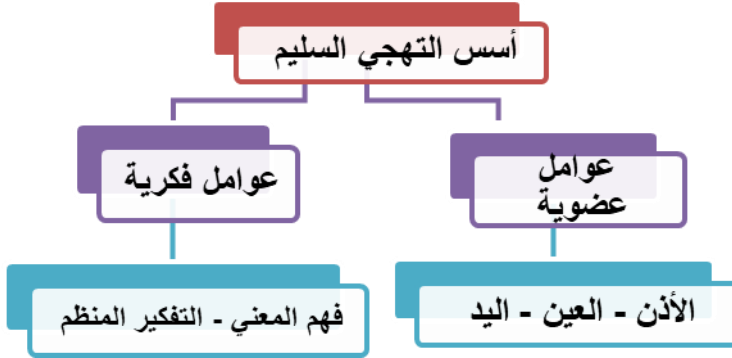 أسس التهجي السليم
عوامل
عضوية
عوامل فكرية
الأذن - العين - اليد
فهم المعني - التفكير المنظم